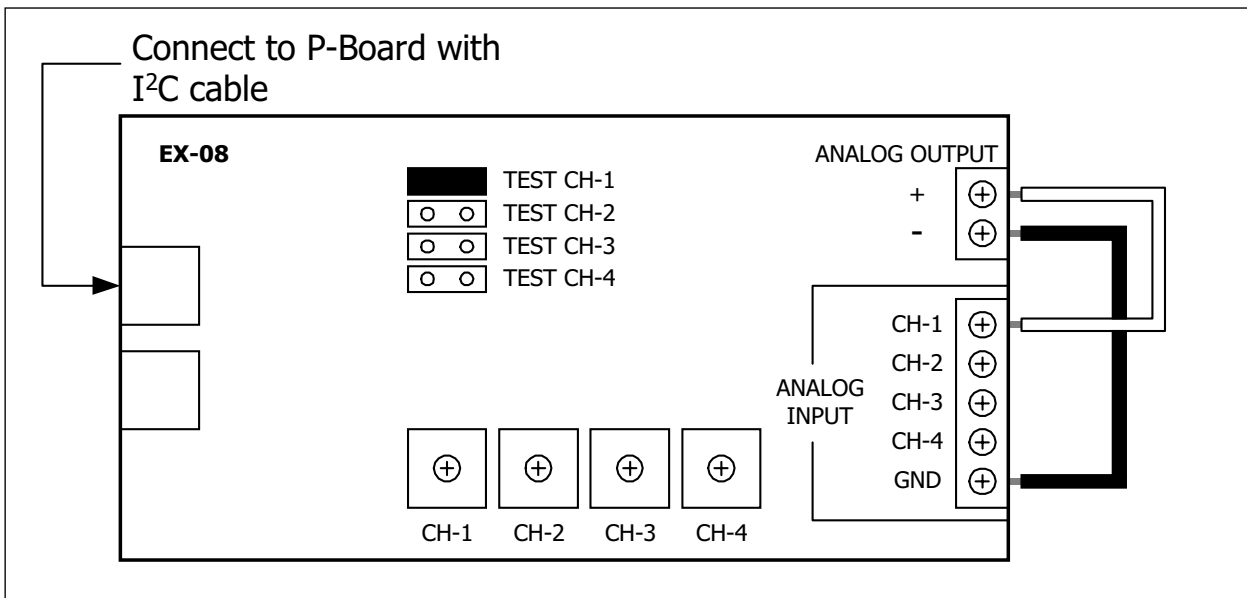 Connect to P-Board with
I²C cable
EX-08
TEST CH-1
TEST CH-2
TEST CH-3
TEST CH-4
ANALOG OUTPUT
+
-
ANALOG
INPUT
CH-1
CH-2
CH-3
CH-4
GND
CH-1 CH-2 CH-3 CH-4